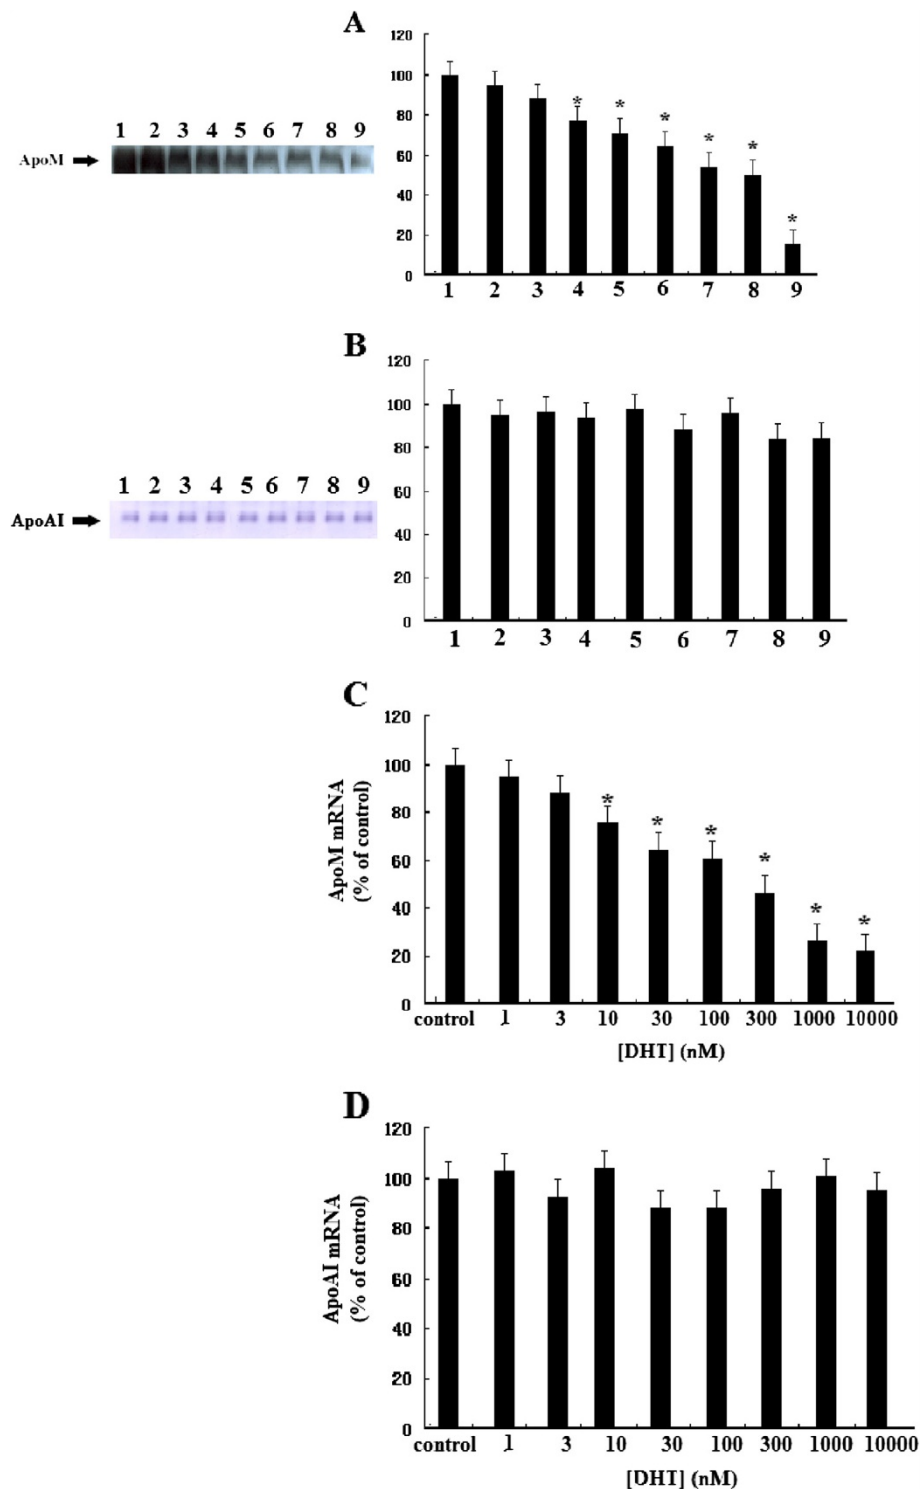 A
120
100
80
60
40
20
0
* * * * * *
1 2 3 4 5 6 7 8 9
1 2 3 4 5 6 7 8 9
ApoM
B
120
100
80
60
40
20
0
1 2 3 4 5 6 7 8 9
1 2 3 4 5 6 7 8 9
ApoAI
C
120
100
80
60
40
20
0
* * * * * *
ApoM mRNA
(% of control)
control 1 3 10 30 100 300 1000 10000
[DHT] (nM)
D
120
100
80
60
40
20
0
ApoAI mRNA
(% of control)
control 1 3 10 30 100 300 1000 10000
[DHT] (nM)